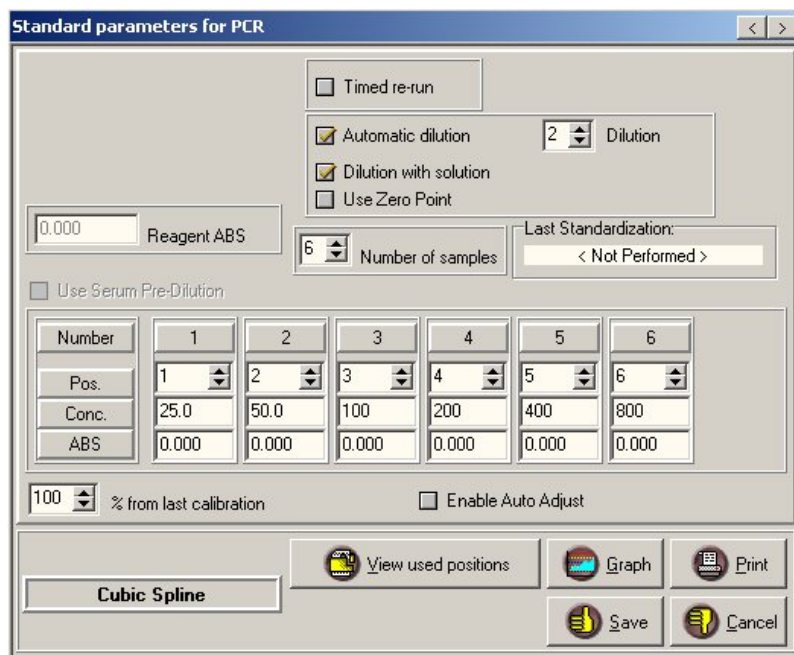 Standard parameters for PCR
< >
Timed re-run
Automatic dilution 2 Dilution
Dilution with solution
Use Zero Point
0.000 Reagent ABS
6 Number of samples
Last Standardization:
< Not Performed >
Use Serum Pre-Dilution
Number 1 2 3 4 5 6
Pos. 1 2 3 4 5 6
Conc. 25.0 50.0 100 200 400 800
ABS 0.000 0.000 0.000 0.000 0.000 0.000
100 % from last calibration Enable Auto Adjust
View used positions Graph Print
Cubic Spline
Save Cancel